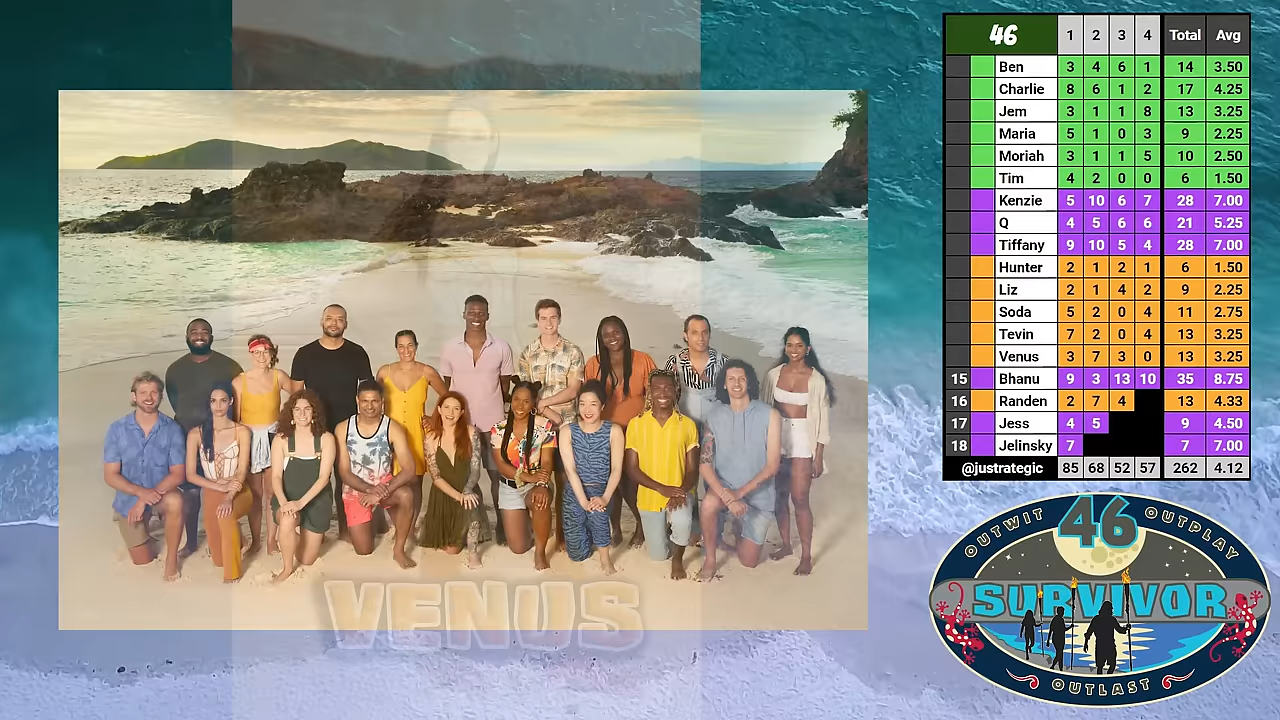 VENUS
46 1 2 3 4 Total Avg
Ben 3 4 6 1 14 3.50
Charlie 8 6 1 2 17 4.25
Jem 3 1 1 8 13 3.25
Maria 5 1 0 3 9 2.25
Moriah 3 1 1 5 10 2.50
Tim 4 2 0 0 6 1.50
Kenzie 5 10 6 7 28 7.00
Q 4 5 6 6 21 5.25
Tiffany 9 10 5 4 28 7.00
Hunter 2 1 2 1 6 1.50
Liz 2 1 4 2 9 2.25
Soda 5 2 0 4 11 2.75
Tevin 7 2 0 4 13 3.25
Venus 3 7 3 0 13 3.25
15 Bhanu 9 3 13 10 35 8.75
16 Randen 2 7 4 13 4.33
17 Jess 4 5 9 4.50
18 Jelinsky 7 7 7.00
@justrategic 85 68 52 57 262 4.12
OUTWIT 46 OUTPLAY
SURVIVOR
OUTLAST